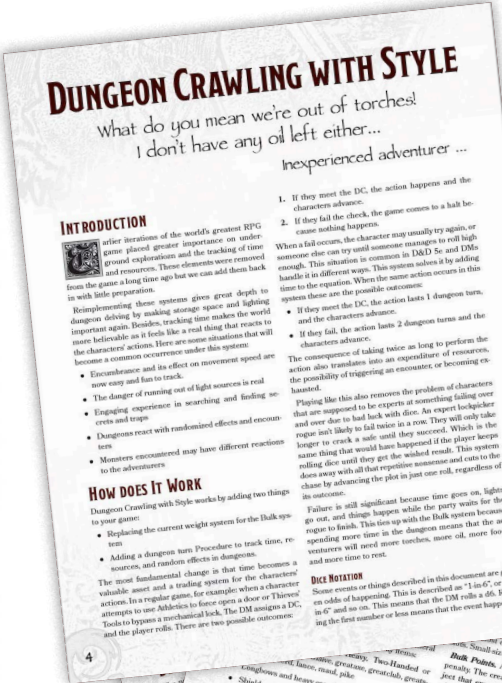 DUNGEON CRAWLING WITH STYLE
What do you mean we're out of torches!
I don't have any oil left either...
Inexperienced adventurer ...
INTRODUCTION
Earlier iterations of the world's greatest RPG
game placed greater importance on under-
ground explorations and the tracking of time
and resources. These elements were removed
from the game a long time ago but we can add them back
in with little preparation.
Reimplementing these systems gives great depth to
dungeon delving by making storage space and lighting
important again. Besides, tracking time makes the world
more believable as it feels like a real thing that reacts to
the characters' actions. Here are some situations that will
become a common occurrence under this system:
• Encumbrance and its effect on movement speed are
now easy and fun to track.
• The danger of running out of light sources is real
• Engaging experience in searching and finding se-
crets and traps
• Dungeons react with randomized effects and encoun-
ters
• Monsters encountered may have different reactions
to the adventurers
HOW DOES IT WORK
Dungeon Crawling with Style works by adding two things
to your game:
• Replacing the current weight system for the Bulk sys-
tem
• Adding a dungeon turn Procedure to track time, re-
sources, and random effects in dungeons.
The most fundamental change is that time becomes a
valuable asset and a trading system for the characters'
actions. In a regular game, for example: when a character
attempts to use Athletics to force open a door or Thieves'
Tools to bypass a mechanical lock, The DM assigns a DC,
and the player rolls. There are two possible outcomes:
1. If they meet the DC, the action happens and the
characters advance.
2. If they fail the check, the game comes to a halt be-
cause nothing happens.
When a fail occurs, the character may usually try again, or
someone else can try until someone manages to roll high
enough. This situation is common in D&D 5e and DMs
handle it in different ways. This system solves it by adding
time to the equation. When the same action occurs in this
system these are the possible outcomes:
• If they meet the DC, the action lasts 1 dungeon turn,
and the characters advance.
• If they fail, the action lasts 2 dungeon turns and the
characters advance.
The consequence of taking twice as long to perform the
action also translates into an expenditure of resources,
the possibility of triggering an encounter, or becoming ex-
hausted.
Playing like this also removes the problem of characters
that are supposed to be experts at something failing over
and over due to bad luck with dice. An expert lockpicker
rogue isn't likely to fail twice in a row. They will only take
longer to crack a safe until they succeed. Which is the
same thing that would have happened if the player keeps
rolling dice until they get the wished result. This system
does away with all that repetitive nonsense and cuts to the
chase by advancing the plot in just one roll, regardless of
its outcome.
Failure is still significant because time goes on, lights
go out, and things happen while the party waits for the
rogue to finish. This ties up with the Bulk system because
spending more time in the dungeon means that the
venturers will need more torches, more oil, more
and more time to rest.
DICE NOTATION
Some events or things described in this document are
en odds of happening. This is described as "1-in-6", or
in-6" and so on. This means that the DM rolls a d6.
ing the first number or less means that the event
4
items:
heavy, Two-Handed or
greataxe, greatclub,
lance, maul, pike
Longbows and heavy
Small
Bulk Points
penalty. The